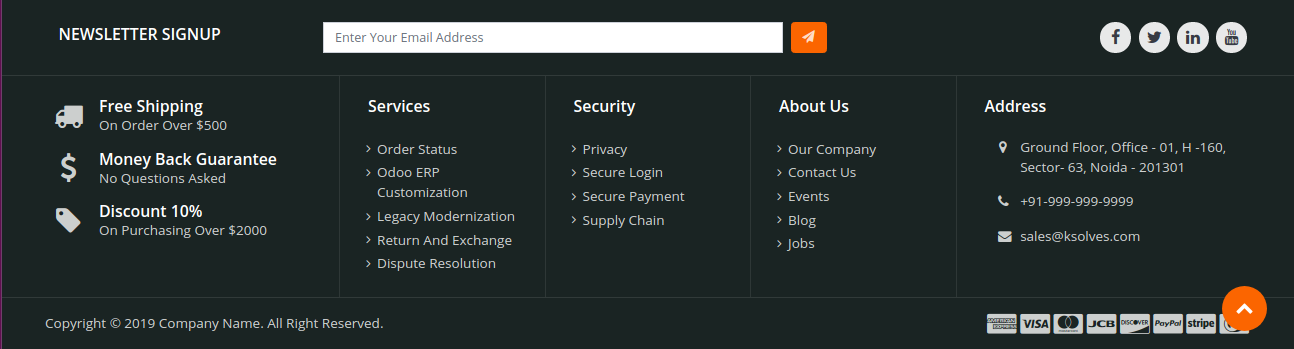 NEWSLETTER SIGNUP
Enter Your Email Address
You
Tube
Free Shipping
On Order Over $500
Money Back Guarantee
No Questions Asked
Discount 10%
On Purchasing Over $2000
Services
Order Status
Odoo ERP
Customization
Legacy Modernization
Return And Exchange
Dispute Resolution
Security
Privacy
Secure Login
Secure Payment
Supply Chain
About Us
Our Company
Contact Us
Events
Blog
Jobs
Address
Ground Floor, Office - 01, H -160,
Sector- 63, Noida - 201301
+91-999-999-9999
sales@ksolves.com
Copyright © 2019 Company Name. All Right Reserved.
AMERICAN
EXPRESS
VISA
JCB
DISCOVER
PayPal
stripe